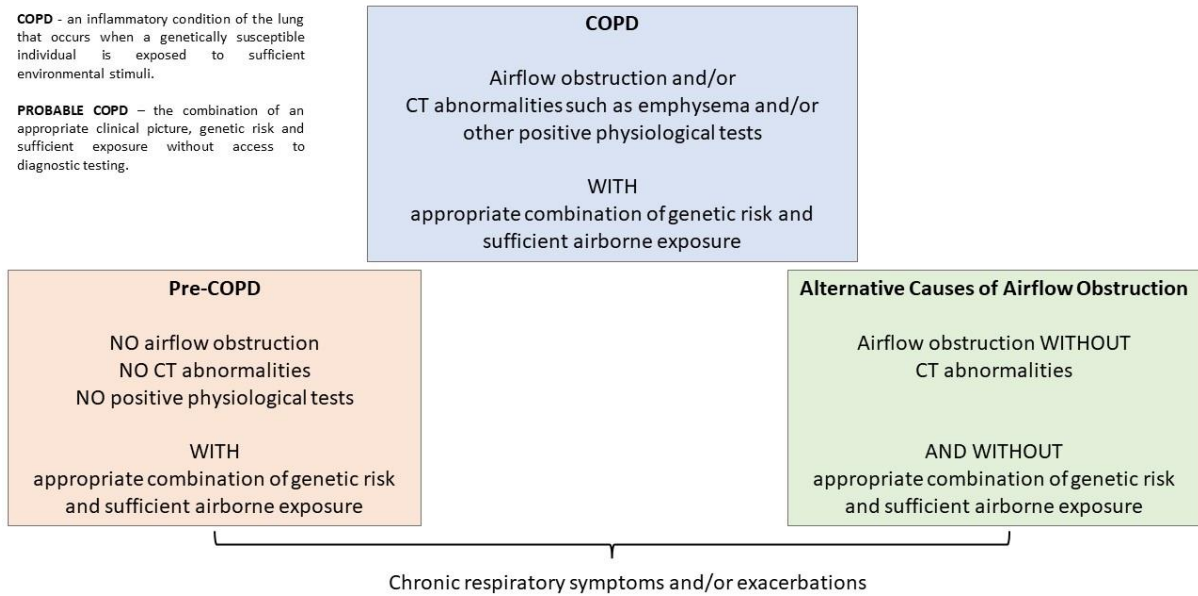 COPD - an inflammatory condition of the lung
that occurs when a genetically susceptible
individual is exposed to sufficient
environmental stimuli.
PROBABLE COPD – the combination of an
appropriate clinical picture, genetic risk and
sufficient exposure without access to
diagnostic testing.
COPD
Airflow obstruction and/or
CT abnormalities such as emphysema and/or
other positive physiological tests
WITH
appropriate combination of genetic risk and
sufficient airborne exposure
Pre-COPD
NO airflow obstruction
NO CT abnormalities
NO positive physiological tests
WITH
appropriate combination of genetic risk
and sufficient airborne exposure
Alternative Causes of Airflow Obstruction
Airflow obstruction WITHOUT
CT abnormalities
AND WITHOUT
appropriate combination of genetic risk
and sufficient airborne exposure
Chronic respiratory symptoms and/or exacerbations